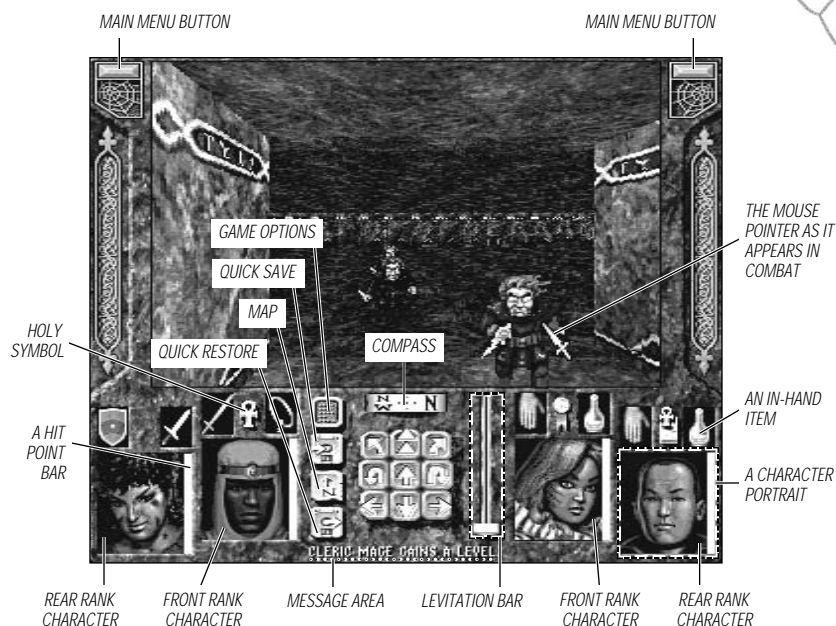 MAIN MENU BUTTON
MAIN MENU BUTTON
THE MOUSE
POINTER AS IT
APPEARS IN
COMBAT
GAME OPTIONS
QUICK SAVE
MAP
HOLY
SYMBOL
QUICK RESTORE
COMPASS
N
AN IN-HAND
ITEM
A HIT
POINT
BAR
A CHARACTER
PORTRAIT
CLERIC MAGE GAINS A LEVEL
REAR RANK
CHARACTER
FRONT RANK
CHARACTER
MESSAGE AREA
LEVITATION BAR
FRONT RANK
CHARACTER
REAR RANK
CHARACTER